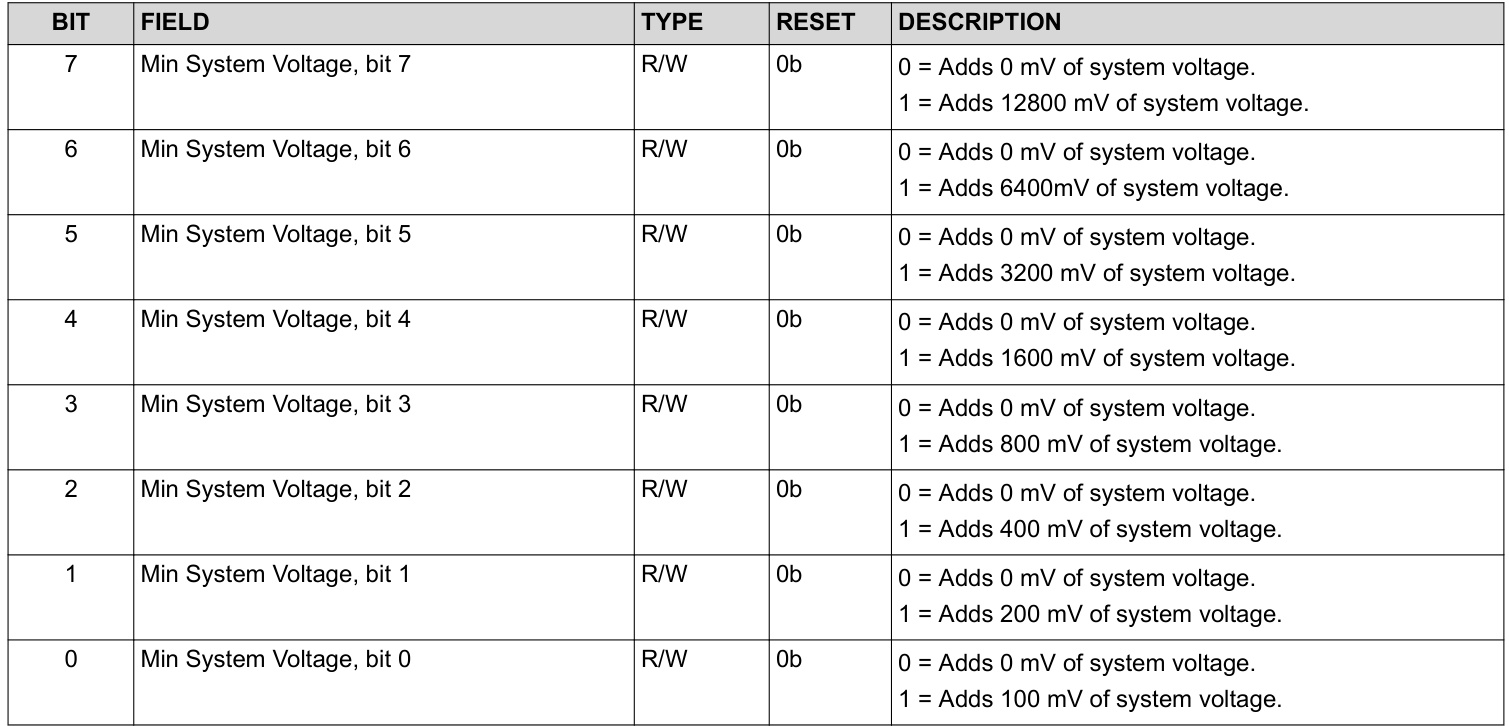 BIT FIELD TYPE RESET DESCRIPTION
7 Min System Voltage, bit 7 R/W 0b 0 = Adds 0 mV of system voltage.
1 = Adds 12800 mV of system voltage.
6 Min System Voltage, bit 6 R/W 0b 0 = Adds 0 mV of system voltage.
1 = Adds 6400mV of system voltage.
5 Min System Voltage, bit 5 R/W 0b 0 = Adds 0 mV of system voltage.
1 = Adds 3200 mV of system voltage.
4 Min System Voltage, bit 4 R/W 0b 0 = Adds 0 mV of system voltage.
1 = Adds 1600 mV of system voltage.
3 Min System Voltage, bit 3 R/W 0b 0 = Adds 0 mV of system voltage.
1 = Adds 800 mV of system voltage.
2 Min System Voltage, bit 2 R/W 0b 0 = Adds 0 mV of system voltage.
1 = Adds 400 mV of system voltage.
1 Min System Voltage, bit 1 R/W 0b 0 = Adds 0 mV of system voltage.
1 = Adds 200 mV of system voltage.
0 Min System Voltage, bit 0 R/W 0b 0 = Adds 0 mV of system voltage.
1 = Adds 100 mV of system voltage.